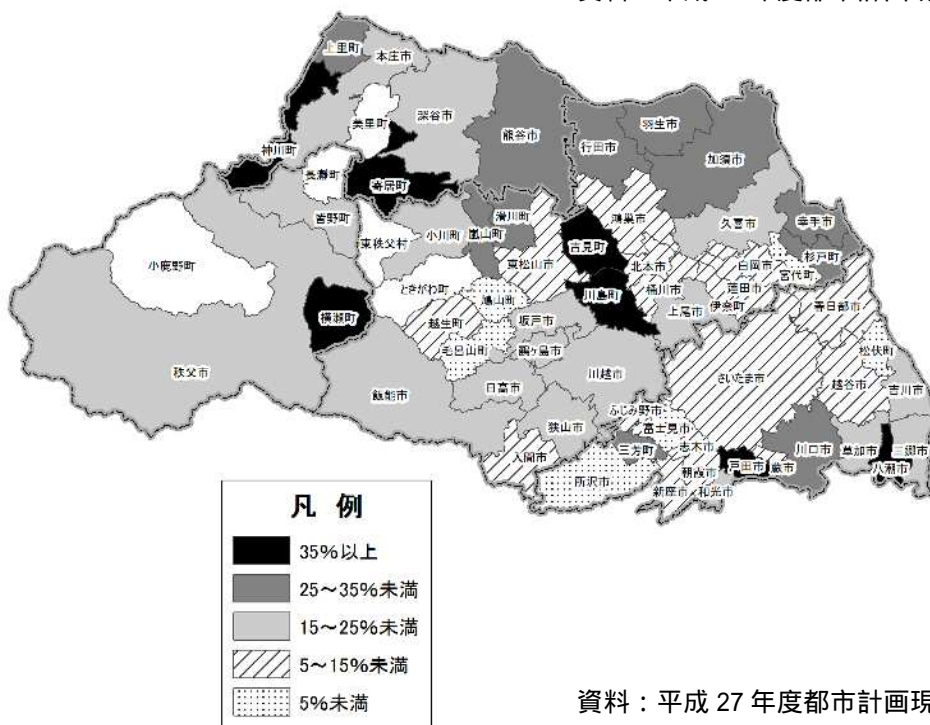 上里町
本庄市
美里町
深谷市
神川町
長瀞町
寄居町
熊谷市
行田市
羽生市
加須市
皆野町
小鹿野町
東秩父村
小川町
嵐山町
滑川町
東松山市
吉見町
鴻巣市
北本市
久喜市
幸手市
杉戸町
白岡市
宮代町
蓮田市
桶川市
伊奈町
上尾市
川島町
ときがわ町
鳩山町
越生町
毛呂山町
坂戸市
鶴ヶ島市
横瀬町
秩父市
飯能市
日高市
川越市
狭山市
入間市
所沢市
さいたま市
春日部市
松伏町
越谷市
吉川市
ふじみ野市
富士見市
三芳町
志木市
朝霞市
新座市
和光市
戸田市
蕨市
川口市
草加市
八潮市
三郷市
凡 例
35%以上
25～35%未満
15～25%未満
5～15%未満
5%未満
資料：平成 27 年度都市計画現